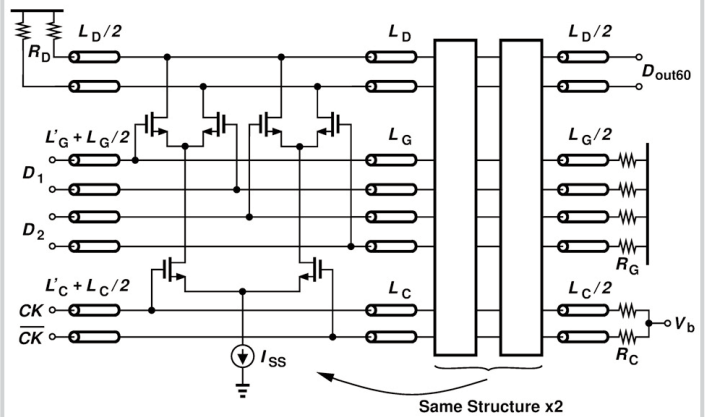 L_D/2
L_D
L_D/2
R_D
D_out60
L'_G + L_G/2
L_G
L_G/2
D_1
D_2
R_G
L'_C + L_C/2
L_C
L_C/2
CK
V_b
C̅K̅
I_SS
R_C
Same Structure x2